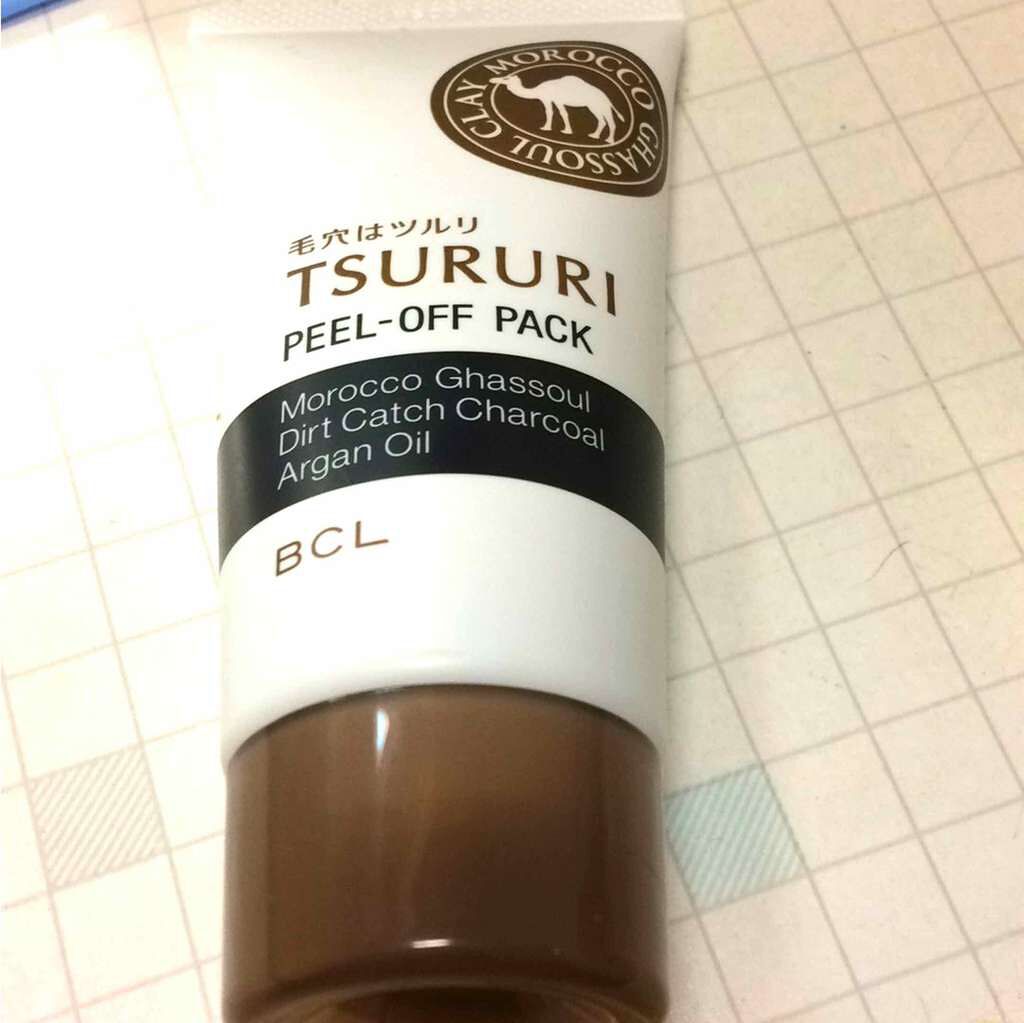 MOROCCO GHASSOUL CLAY
毛穴はツルリ
TSURURI
PEEL-OFF PACK
Morocco Ghassoul
Dirt Catch Charcoal
Argan Oil
BCL